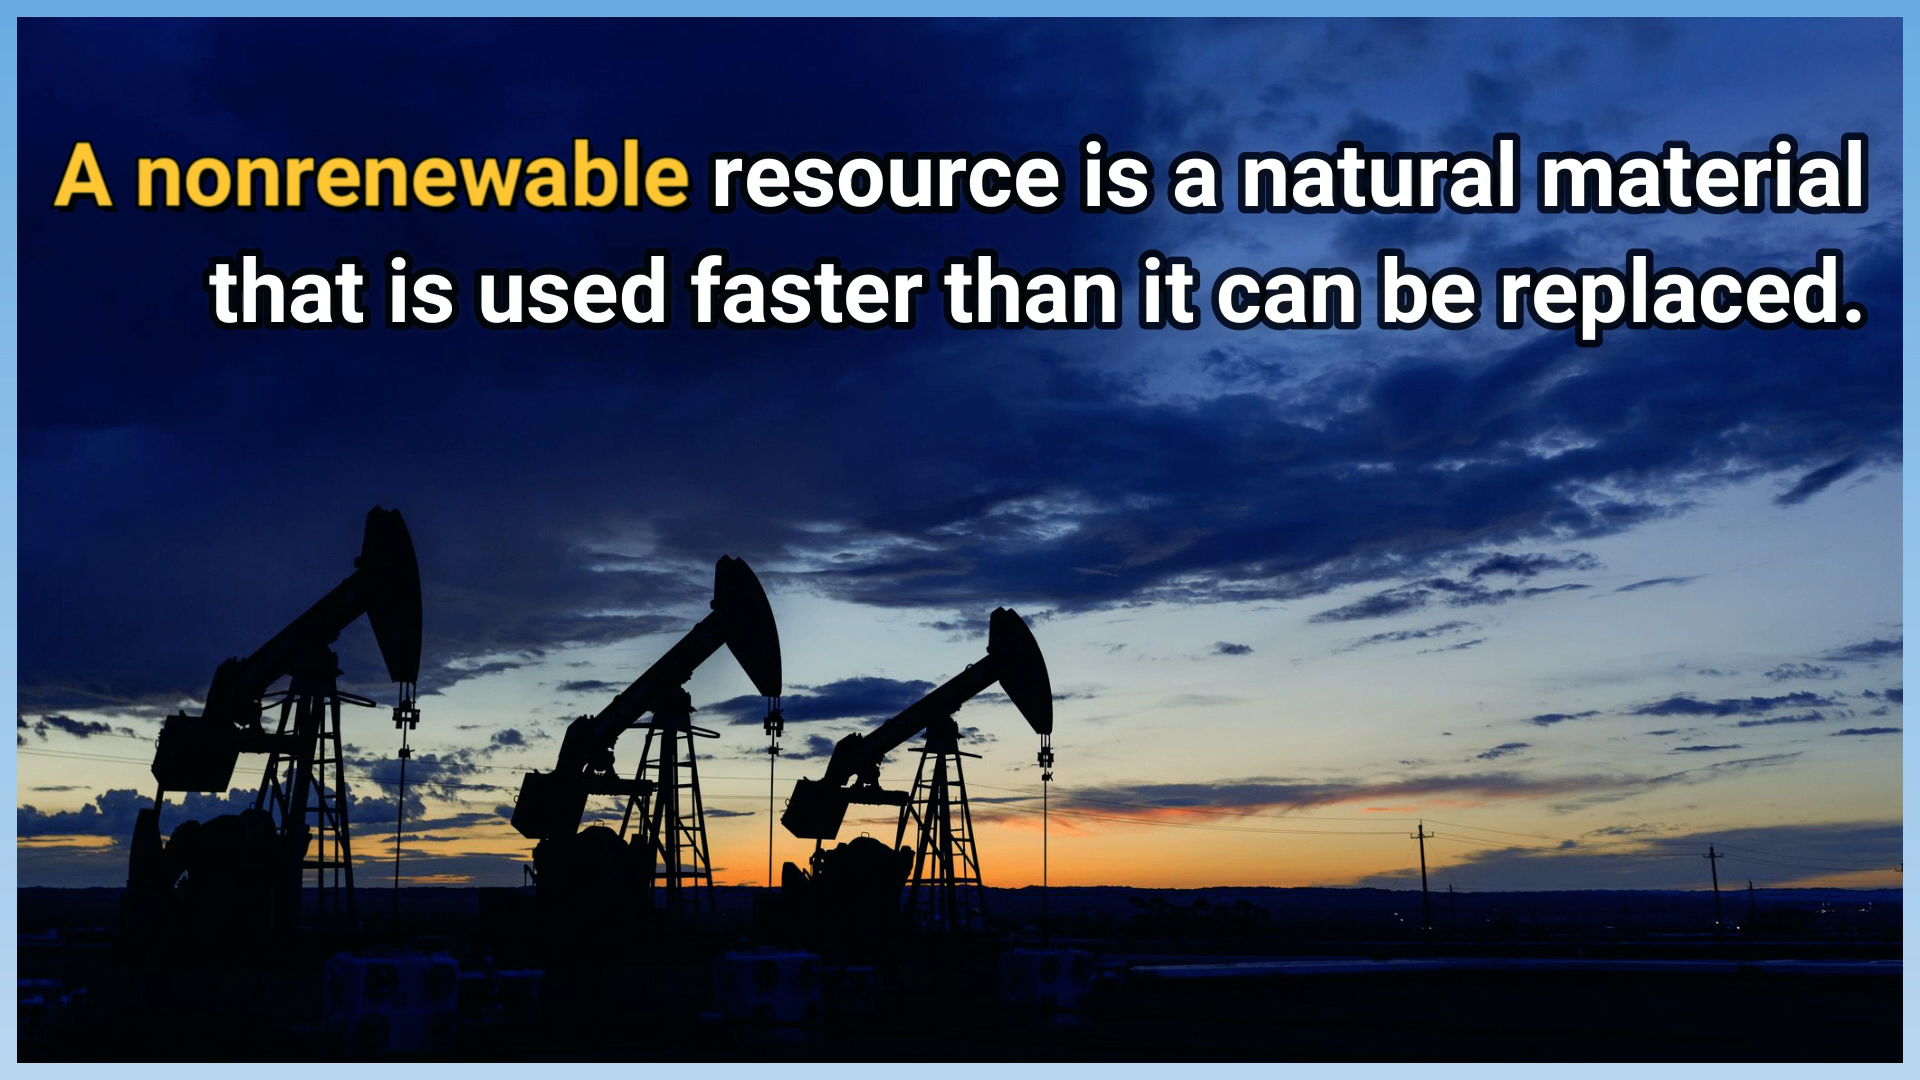 A nonrenewable resource is a natural material
that is used faster than it can be replaced.